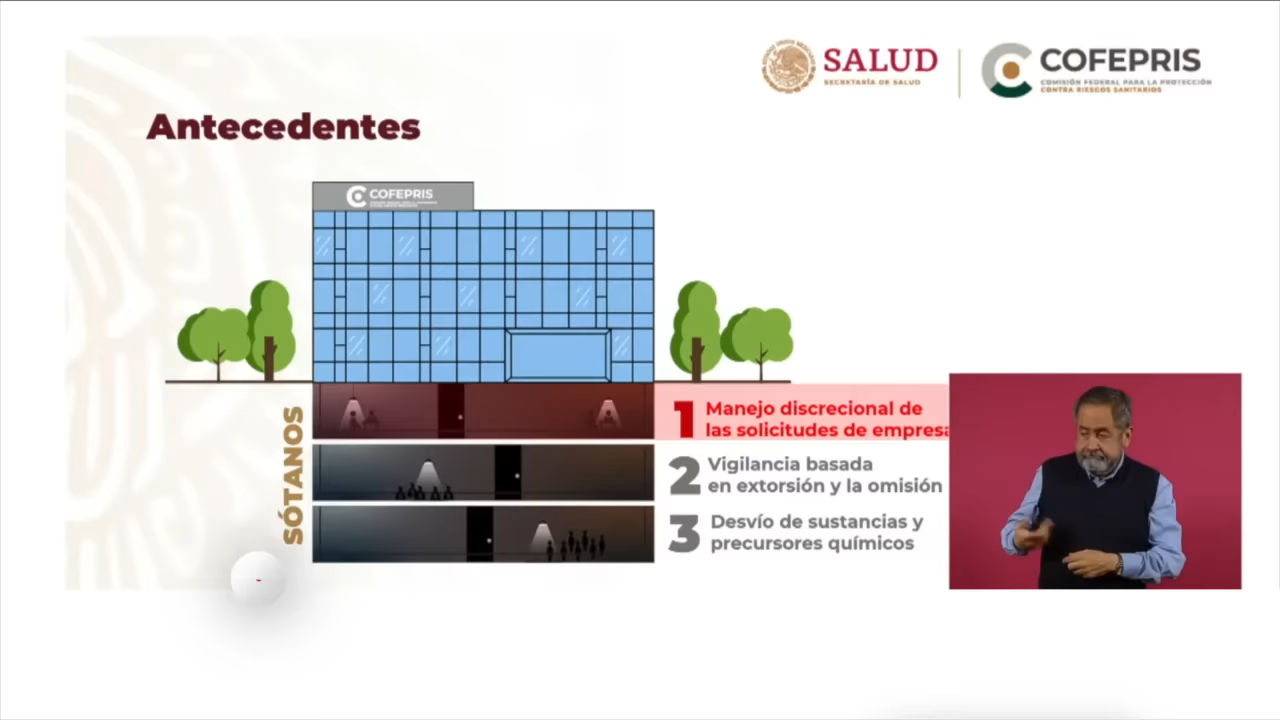 SALUD
SECRETARÍA DE SALUD
COFEPRIS
COMISIÓN FEDERAL PARA LA PROTECCIÓN
CONTRA RIESGOS SANITARIOS
Antecedentes
COFEPRIS
SÓTANOS
1 Manejo discrecional de
las solicitudes de empresa
2 Vigilancia basada
en extorsión y la omisión
3 Desvío de sustancias y
precursores químicos